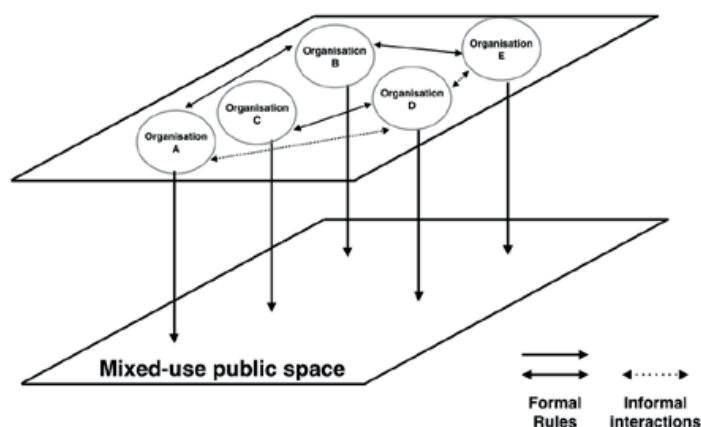 Organisation
B
Organisation
E
Organisation
D
Organisation
C
Organisation
A
Mixed-use public space
Formal
Rules
Informal
interactions